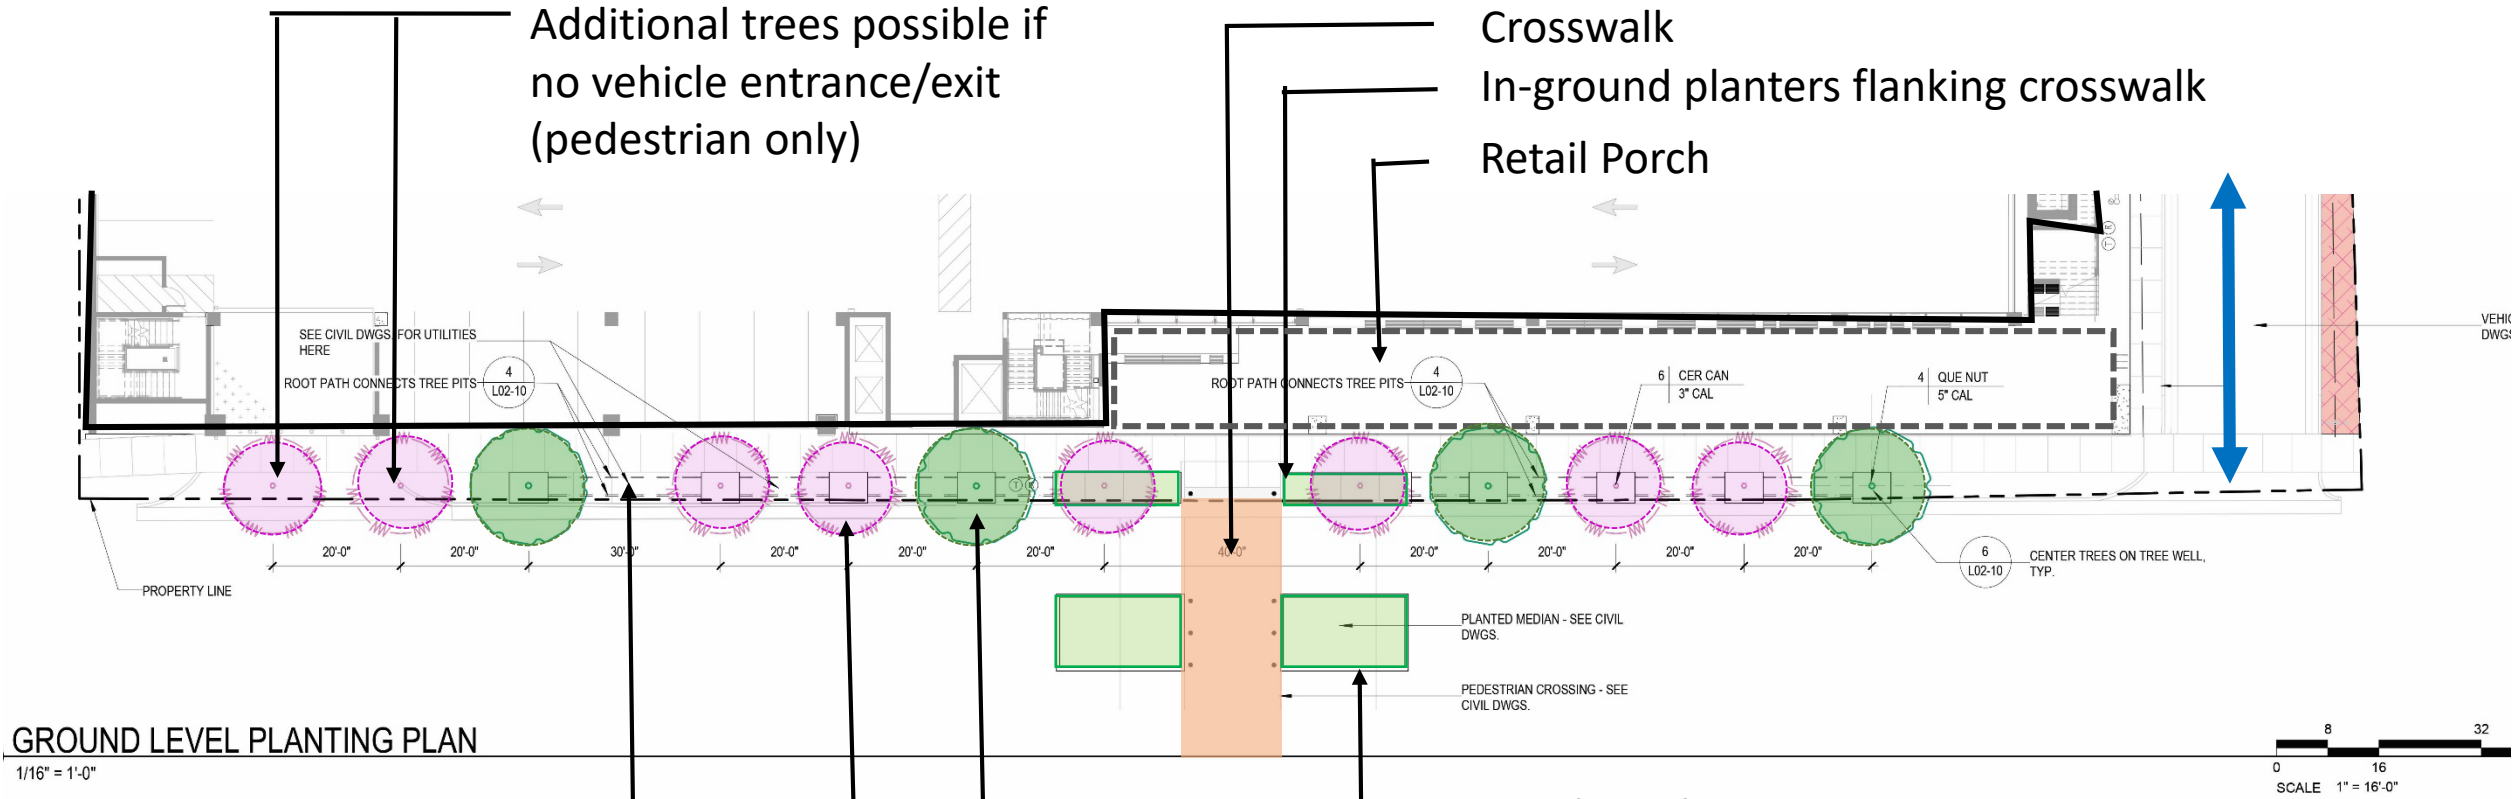 Additional trees possible if
no vehicle entrance/exit
(pedestrian only)
Crosswalk
In-ground planters flanking crosswalk
Retail Porch
SEE CIVIL DWGS. FOR UTILITIES
HERE
ROOT PATH CONNECTS TREE PITS
4
L02-10
ROOT PATH CONNECTS TREE PITS
4
L02-10
6 CER CAN
3" CAL
4 QUE NUT
5" CAL
T R
DWGS
20'-0" 20'-0" 30'-0" 20'-0" 20'-0" 20'-0" 40'-0" 20'-0" 20'-0" 20'-0" 20'-0"
6
L02-10
CENTER TREES ON TREE WELL,
TYP.
PROPERTY LINE
PLANTED MEDIAN - SEE CIVIL
DWGS.
PEDESTRIAN CROSSING - SEE
CIVIL DWGS.
GROUND LEVEL PLANTING PLAN
1/16" = 1'-0"
8 32
0 16
SCALE 1" = 16'-0"